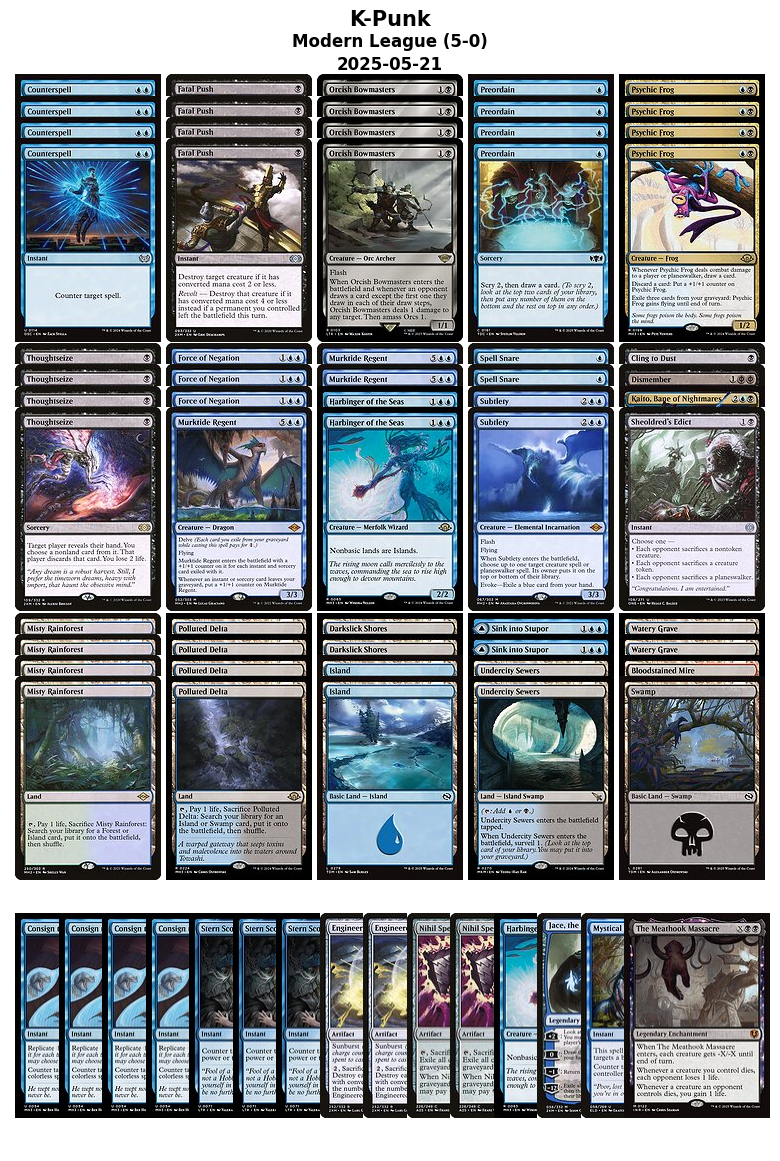 K-Punk
Modern League (5-0)
2025-05-21
Counterspell
Counterspell
Counterspell
Counterspell
Instant
Counter target spell.
Fatal Push
Fatal Push
Fatal Push
Fatal Push
Instant
Destroy target creature if it has
converted mana cost 2 or less.
Revolt — Destroy that creature if it
has converted mana cost 4 or less
instead if a permanent you controlled
left the battlefield this turn.
Orcish Bowmasters 1
Orcish Bowmasters 1
Orcish Bowmasters 1
Orcish Bowmasters 1
Creature — Orc Archer
Flash
When Orcish Bowmasters enters the
battlefield and whenever an opponent
draws a card except the first one they
draw in each of their draw steps,
Orcish Bowmasters deals 1 damage to
any target. Then amass Orcs 1.
1/1
Preordain
Preordain
Preordain
Preordain
Sorcery
Scry 2, then draw a card. (To scry 2,
look at the top two cards of your library,
then put any number of them on
the bottom and the rest on top in any order.)
Psychic Frog
Psychic Frog
Psychic Frog
Psychic Frog
Creature — Frog
Whenever Psychic Frog deals combat damage
to a player or planeswalker, draw a card.
Discard a card: Put a +1/+1 counter on
Psychic Frog.
Exile three cards from your graveyard: Psychic
Frog gains flying until end of turn.
Some frogs poison the body. Some frogs poison
the mind.
1/2
Thoughtseize
Thoughtseize
Thoughtseize
Thoughtseize
Sorcery
Target player reveals their hand. You
choose a nonland card from it. That
player discards that card. You lose 2 life.
"Any dream is a robust harvest. Still, I
prefer the timeworn dreams, heavy with
import, that haunt the obsessive mind."
Force of Negation 1
Force of Negation 1
Force of Negation 1
Murktide Regent 5
Creature — Dragon
Delve (Each card you exile from your graveyard
while casting this spell pays for 1.)
Flying
Murktide Regent enters the battlefield with a
+1/+1 counter on it for each instant and sorcery
card exiled with it.
Whenever an instant or sorcery card leaves your
graveyard, put a +1/+1 counter on Murktide
Regent.
3/3
Murktide Regent 5
Murktide Regent 5
Harbinger of the Seas 1
Harbinger of the Seas 1
Creature — Merfolk Wizard
Nonbasic lands are Islands.
The rising moon calls mercilessly to the
waves, commanding the sea to rise high
enough to devour mountains.
2/2
Spell Snare
Spell Snare
Subtlety 2
Subtlety 2
Creature — Elemental Incarnation
Flash
Flying
When Subtlety enters the battlefield,
choose up to one target creature spell or
planeswalker spell. Its owner puts it on the
top or bottom of their library.
Evoke—Exile a blue card from your hand.
3/3
Cling to Dust
Dismember 1
Kaito, Bane of Nightmares 2
Sheoldred's Edict 1
Instant
Choose one —
• Each opponent sacrifices a nontoken
creature.
• Each opponent sacrifices a creature
token.
• Each opponent sacrifices a planeswalker.
"Congratulations. I am entertained."
Misty Rainforest
Misty Rainforest
Misty Rainforest
Misty Rainforest
Land
, Pay 1 life, Sacrifice Misty Rainforest:
Search your library for a Forest or
Island card, put it onto the battlefield,
then shuffle.
Polluted Delta
Polluted Delta
Polluted Delta
Polluted Delta
Land
, Pay 1 life, Sacrifice Polluted
Delta: Search your library for an
Island or Swamp card, put it onto
the battlefield, then shuffle.
A warped gateway that seeps toxins
and malevolence into the waters around
Towashi.
Darkslick Shores
Darkslick Shores
Island
Island
Basic Land — Island
Sink into Stupor 1
Sink into Stupor 1
Undercity Sewers
Undercity Sewers
Land — Island Swamp
( : Add or .)
Undercity Sewers enters the battlefield
tapped.
When Undercity Sewers enters the
battlefield, surveil 1. (Look at the top
card of your library. You may put it into
your graveyard.)
Watery Grave
Watery Grave
Bloodstained Mire
Swamp
Basic Land — Swamp
Consign
Consign
Consign
Consign
Instant
Instant
Instant
Instant
Stern Sco
Stern Sco
Stern Sco
Instant
Instant
Instant
Engineer
Engineer
Artifact
Artifact
Nihil Spe
Nihil Spe
Artifact
Artifact
Harbinge
Creature —
Nonbasic
Jace, the
Legendary
Mystical
Instant
The Meathook Massacre X
Legendary Enchantment
When The Meathook Massacre
enters, each creature gets -X/-X until
end of turn.
Whenever a creature you control dies,
each opponent loses 1 life.
Whenever a creature an opponent
controls dies, you gain 1 life.